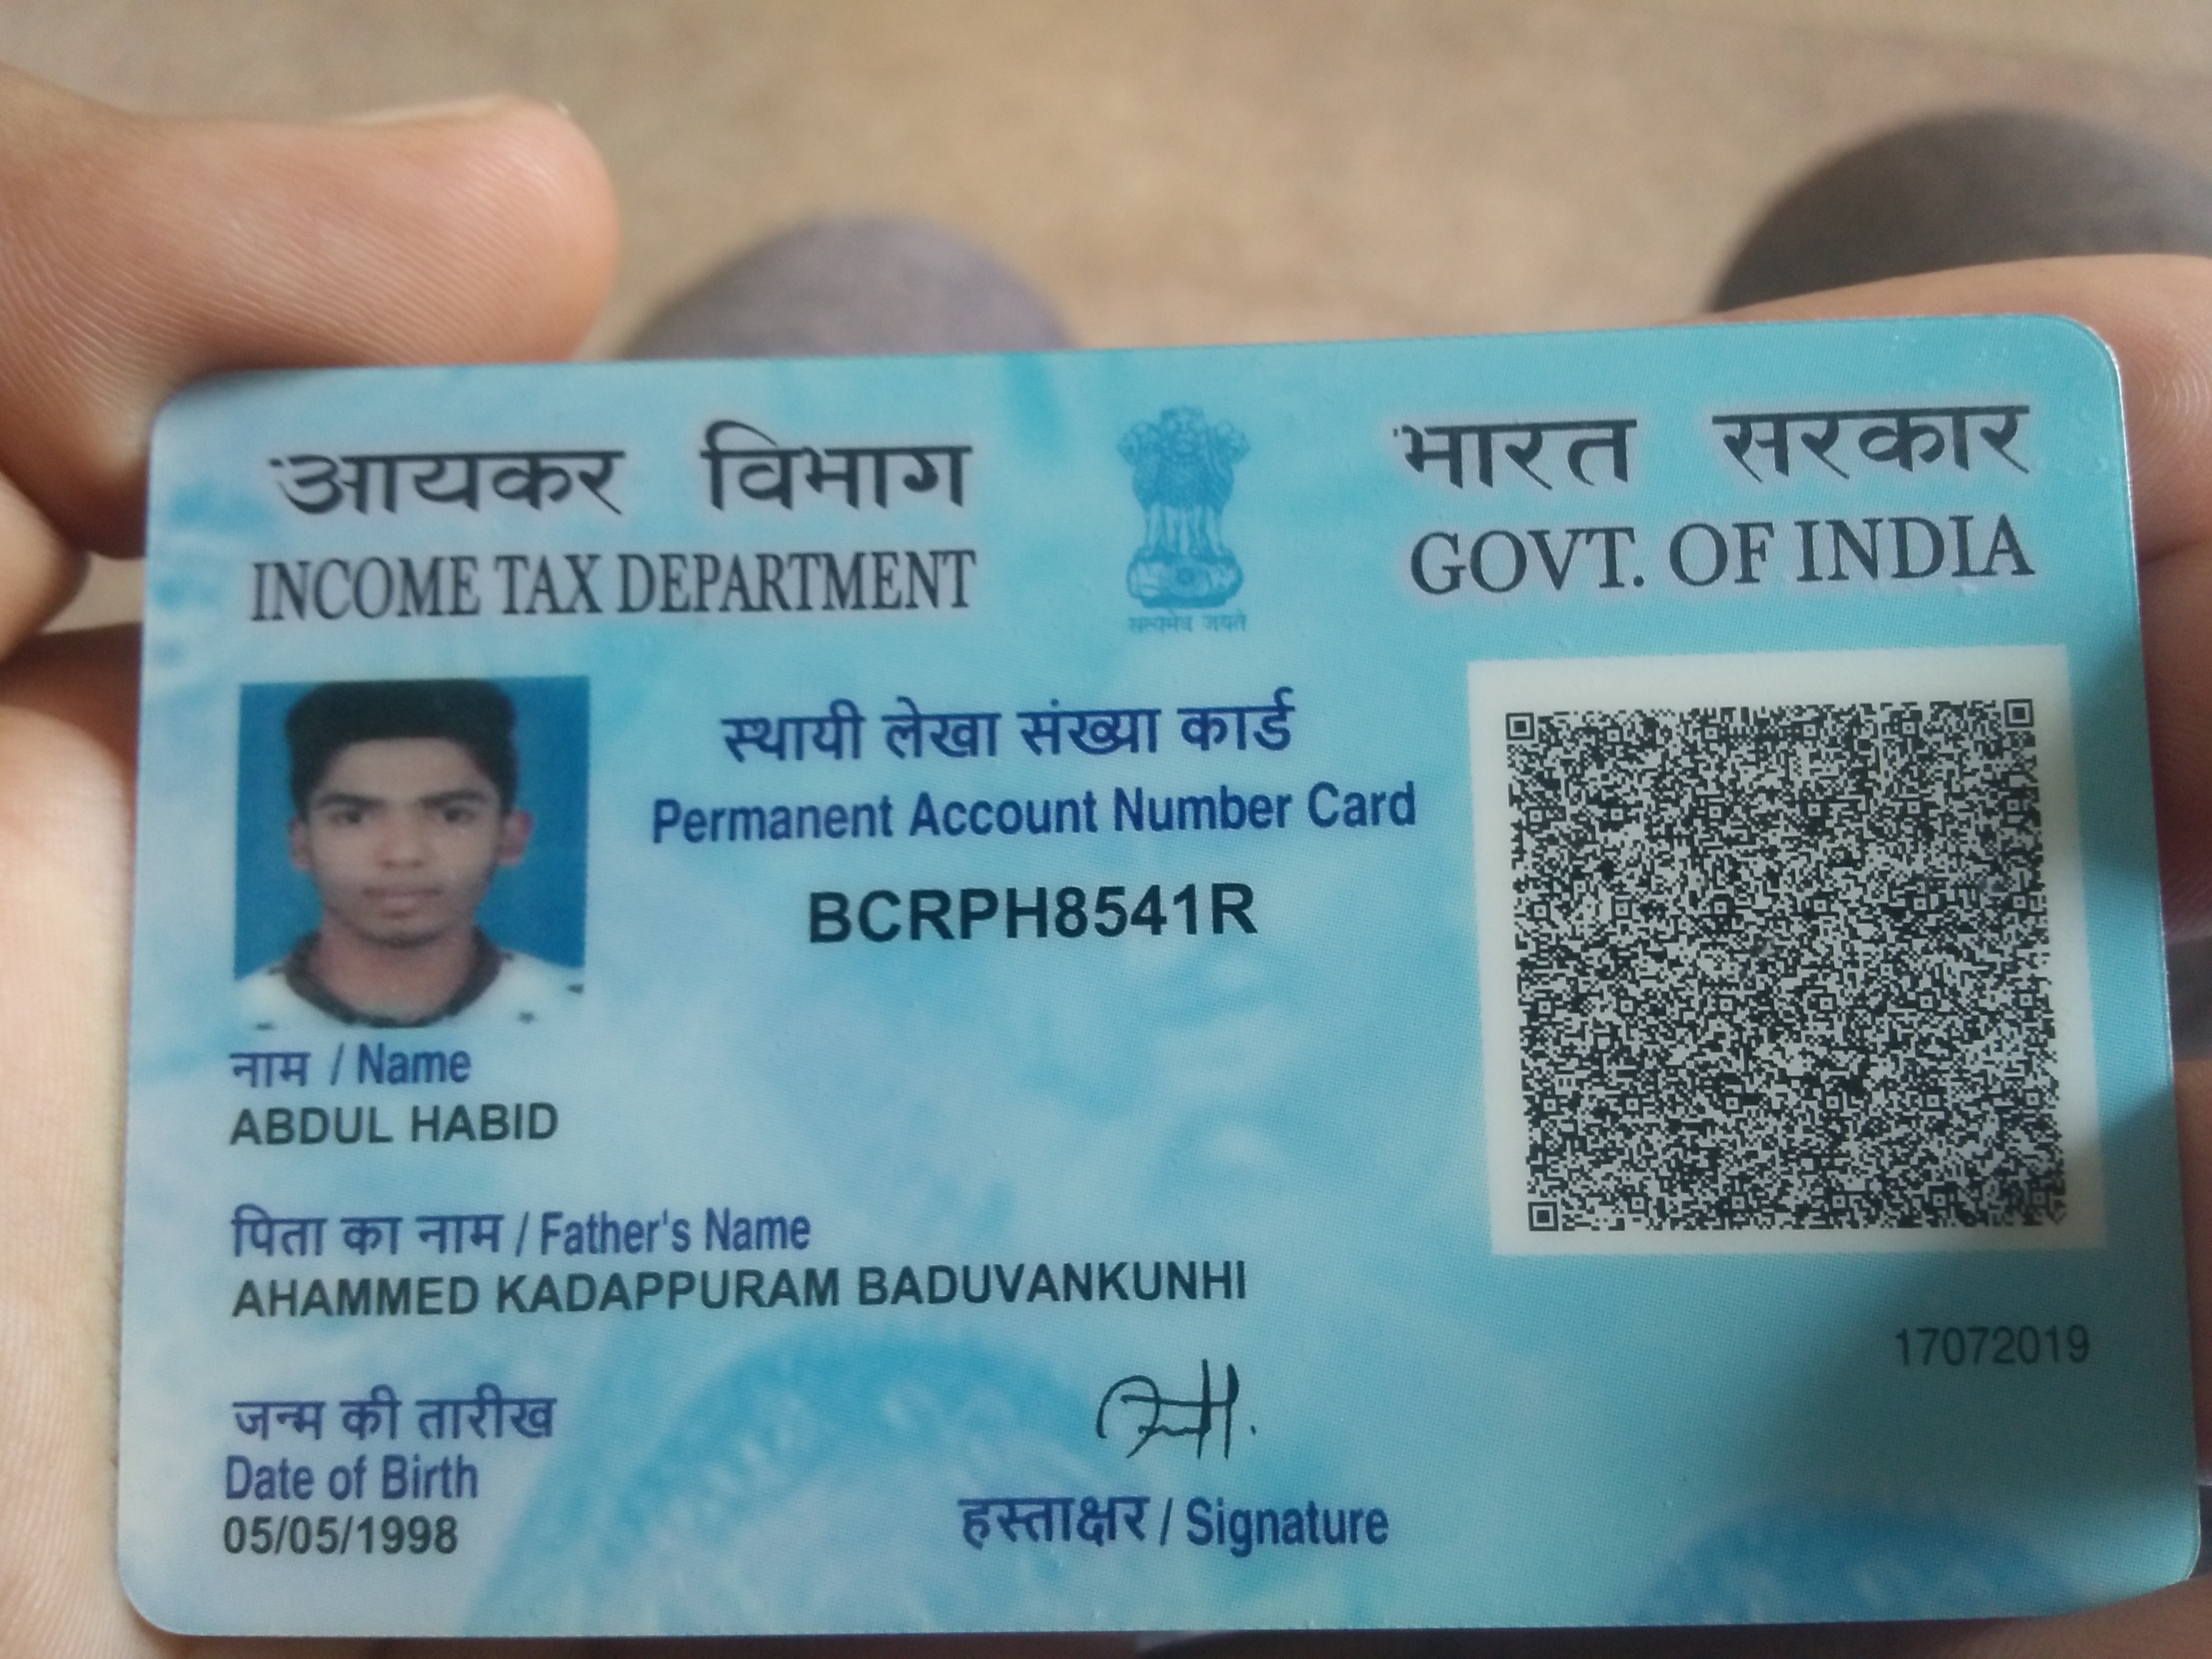 आयकर विभाग
INCOME TAX DEPARTMENT
सत्यमेव जयते
भारत सरकार
GOVT. OF INDIA
स्थायी लेखा संख्या कार्ड
Permanent Account Number Card
BCRPH8541R
नाम / Name
ABDUL HABID
पिता का नाम / Father's Name
AHAMMED KADAPPURAM BADUVANKUNHI
17072019
जन्म की तारीख
Date of Birth
05/05/1998
हस्ताक्षर / Signature